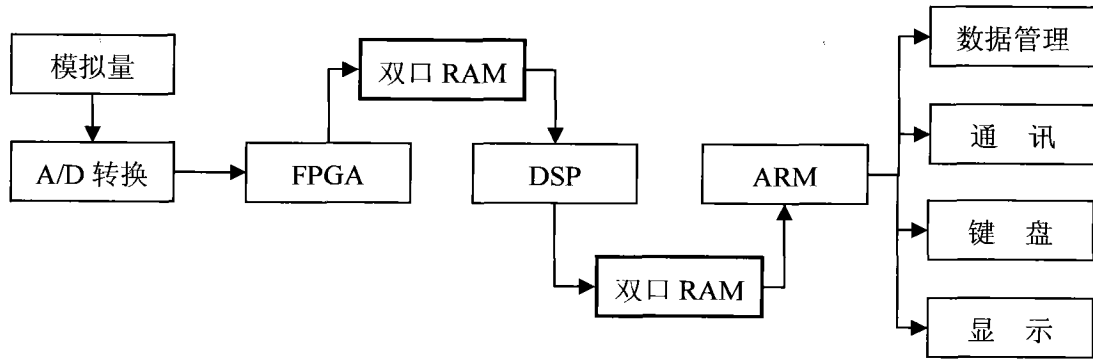 模拟量
A/D 转换
FPGA
双口 RAM
DSP
双口 RAM
ARM
数据管理
通 讯
键 盘
显 示